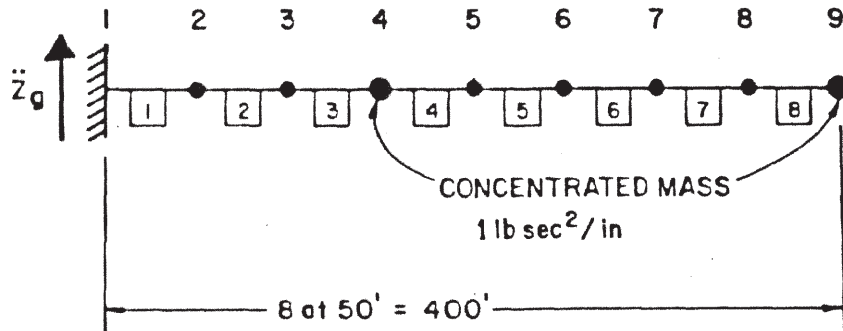 1 2 3 4 5 6 7 8 9
z̈g
1 2 3 4 5 6 7 8
CONCENTRATED MASS
1 lb sec²/in
8 at 50' = 400'